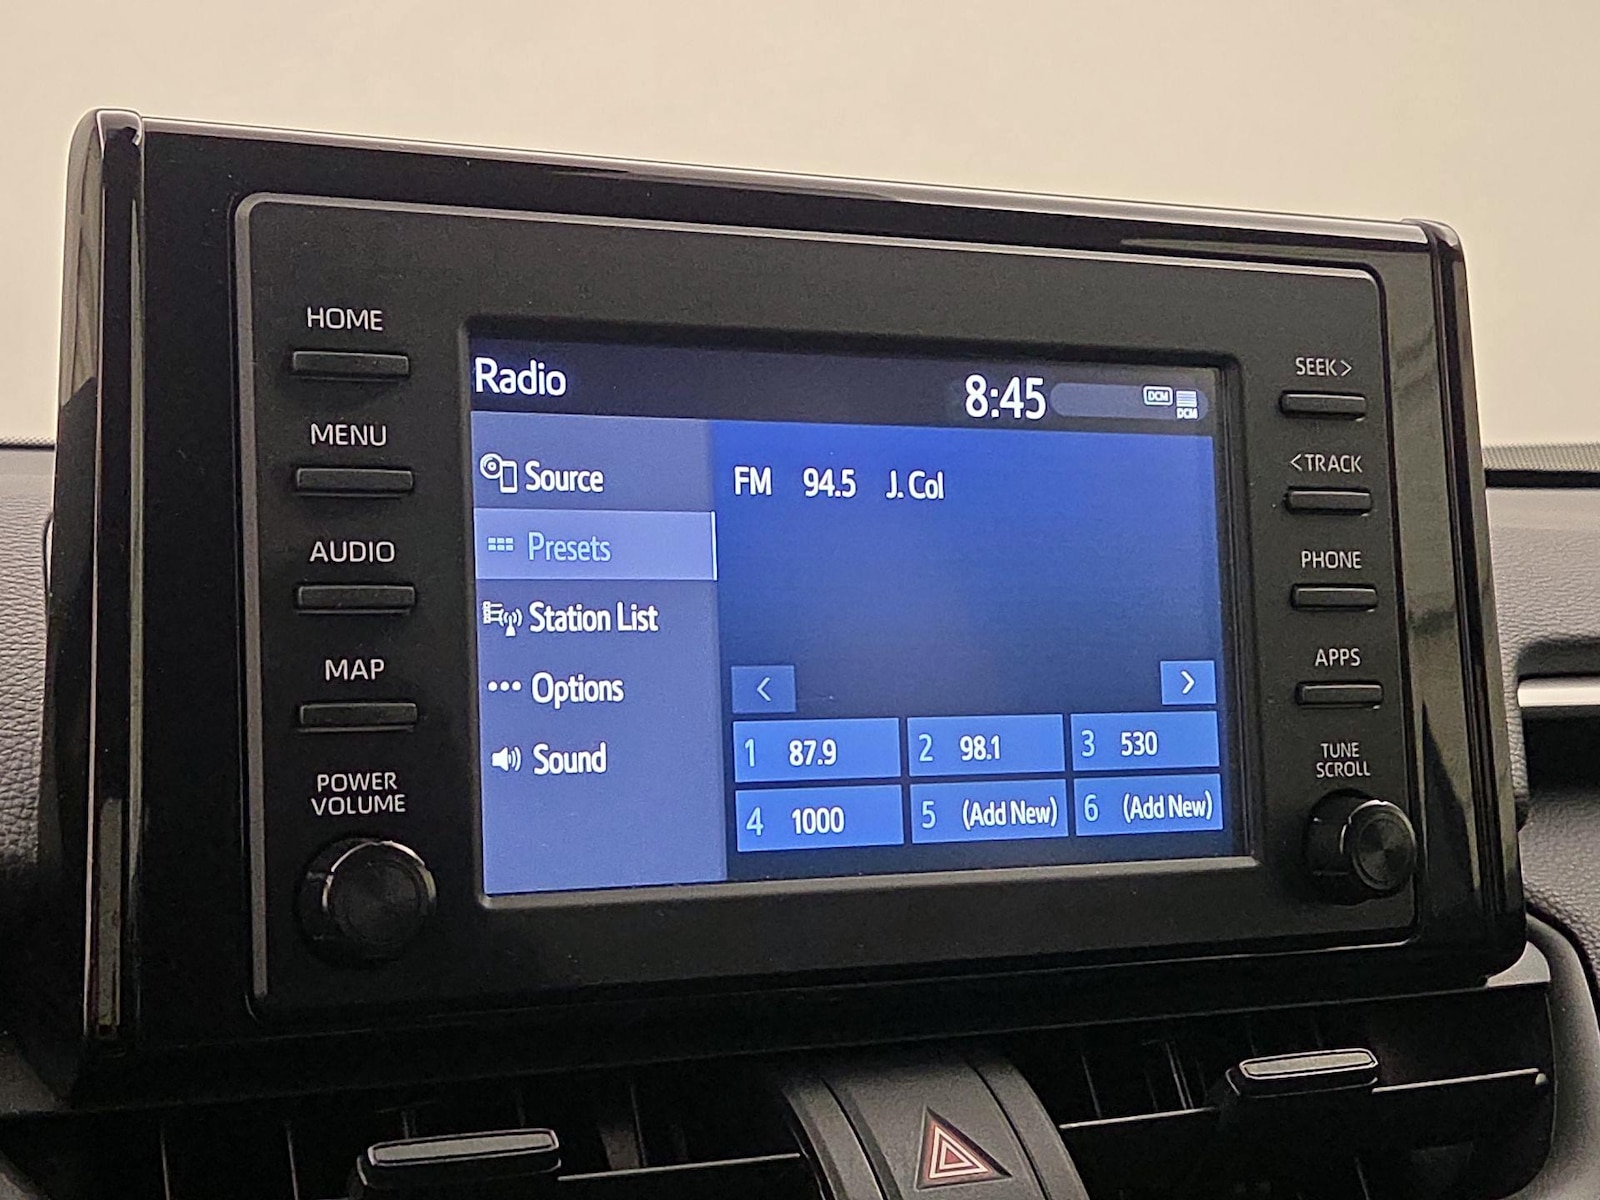 HOME
MENU
AUDIO
MAP
POWER
VOLUME
Radio
8:45
DCM
DCM
Source
Presets
Station List
Options
Sound
FM 94.5 J. Col
<
>
1 87.9
2 98.1
3 530
4 1000
5 (Add New)
6 (Add New)
SEEK>
<TRACK
PHONE
APPS
TUNE
SCROLL